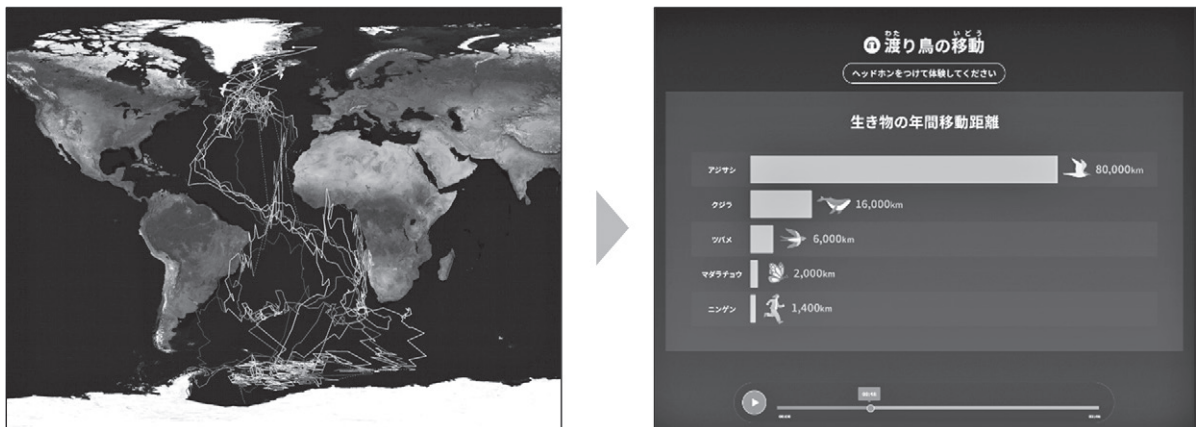 渡り鳥の移動
ヘッドホンをつけて体験してください
生き物の年間移動距離
アジサシ 80,000km
クジラ 16,000km
ツバメ 6,000km
マダラチョウ 2,000km
ニンゲン 1,400km